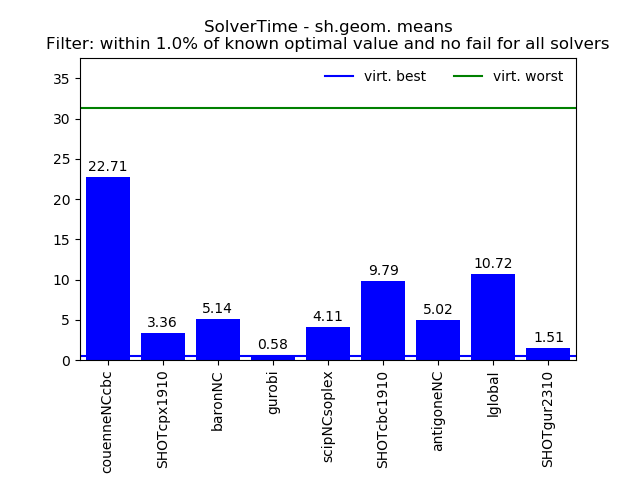 SolverTime - sh.geom. means
Filter: within 1.0% of known optimal value and no fail for all solvers
virt. best
virt. worst
35
30
25
20
15
10
5
0
22.71
3.36
5.14
0.58
4.11
9.79
5.02
10.72
1.51
couenneNCcbc
SHOTcpx1910
baronNC
gurobi
scipNCsoplex
SHOTcbc1910
antigoneNC
lglobal
SHOTgur2310